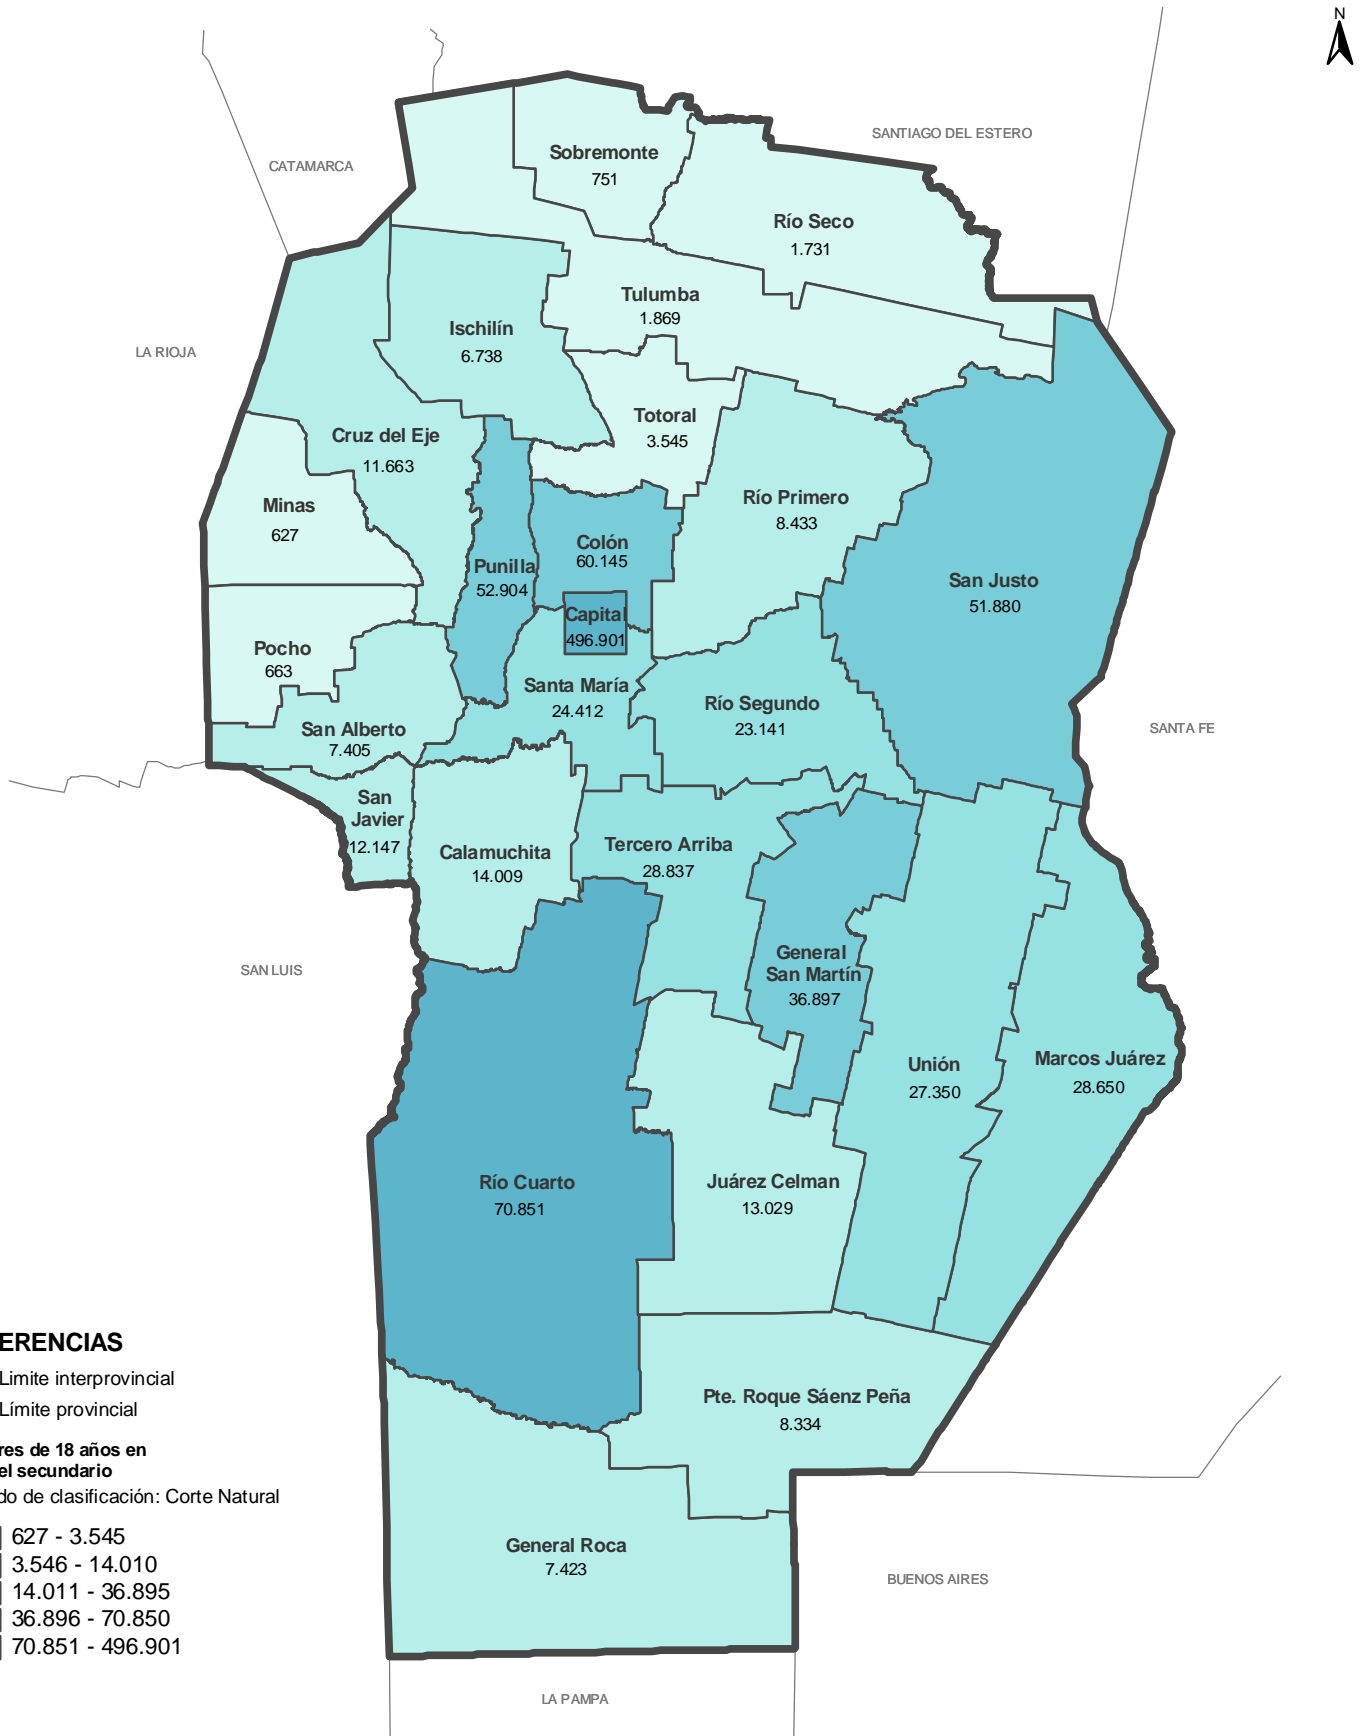 N
SANTIAGO DEL ESTERO
CATAMARCA
Sobremonte
751
Río Seco
1.731
Tulumba
1.869
Ischilín
6.738
LA RIOJA
Totoral
3.545
Cruz del Eje
11.663
Minas
627
Río Primero
8.433
Colón
60.145
Punilla
52.904
San Justo
51.880
Capital
496.901
Pocho
663
Santa María
24.412
Río Segundo
23.141
San Alberto
7.405
SANTA FE
San
Javier
12.147
Calamuchita
14.009
Tercero Arriba
28.837
General
San Martín
36.897
SAN LUIS
Unión
27.350
Marcos Juárez
28.650
Río Cuarto
70.851
Juárez Celman
13.029
Pte. Roque Sáenz Peña
8.334
General Roca
7.423
BUENOS AIRES
LA PAMPA
ERENCIAS
Limite interprovincial
Límite provincial
res de 18 años en
el secundario
do de clasificación: Corte Natural
627 - 3.545
3.546 - 14.010
14.011 - 36.895
36.896 - 70.850
70.851 - 496.901